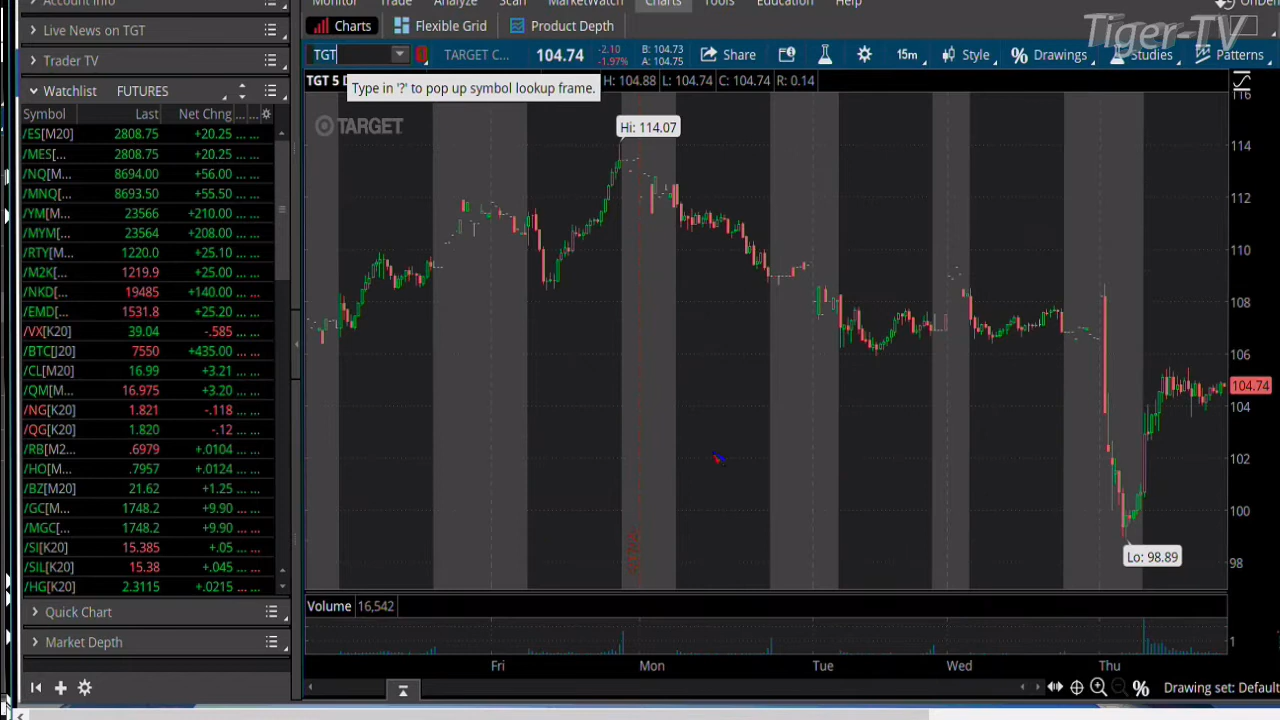 Account Info
Monitor Trade Analyze Scan MarketWatch Charts Tools Education Help
Live News on TGT
Charts Flexible Grid Product Depth
Tiger-TV
Trader TV
TGT TARGET C... 104.74 -2.10 -1.97% B: 104.73 A: 104.75 Share 15m Style Drawings Studies Patterns
TGT 5 D H: 104.88 L: 104.74 C: 104.74 R: 0.14
Type in '?' to pop up symbol lookup frame.
Watchlist FUTURES
Symbol Last Net Chng ... ...
/ES[M20] 2808.75 +20.25 ... ...
/MES[... 2808.75 +20.25 ... ...
/NQ[M... 8694.00 +56.00 ... ...
/MNQ[... 8693.50 +55.50 ... ...
/YM[M... 23566 +210.00 ... ...
/MYM[... 23564 +208.00 ... ...
/RTY[M... 1220.0 +25.10 ... ...
/M2K[... 1219.9 +25.00 ... ...
/NKD[... 19485 +140.00 ... ...
/EMD[... 1531.8 +25.20 ... ...
/VX[K20] 39.04 -.585 ... ...
/BTC[J20] 7550 +435.00 ... ...
/CL[M20] 16.99 +3.21 ... ...
/QM[M... 16.975 +3.20 ... ...
/NG[K20] 1.821 -.118 ... ...
/QG[K20] 1.820 -.12 ... ...
/RB[M2... .6979 +.0104 ... ...
/HO[M... .7957 +.0124 ... ...
/BZ[M20] 21.62 +1.25 ... ...
/GC[M... 1748.2 +9.90 ... ...
/MGC[... 1748.2 +9.90 ... ...
/SI[K20] 15.385 +.05 ... ...
/SIL[K20] 15.38 +.045 ... ...
/HG[K20] 2.3115 +.0215 ... ...
Quick Chart
Market Depth
TARGET
Hi: 114.07
116
114
112
110
108
106
104.74
104
102
100
98
Lo: 98.89
Volume 16,542
1
Fri Mon Tue Wed Thu
Drawing set: Default